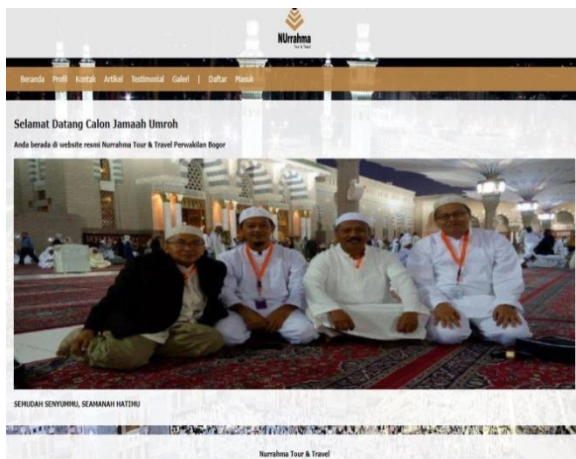 NUrrahma
Tour & Travel
Beranda Profil Kontak Artikel Testimonial Galeri | Daftar Masuk
Selamat Datang Calon Jamaah Umroh
Anda berada di website resmi Nurrahma Tour & Travel Perwakilan Bogor
SEMUDAH SENYUMMU, SEAMANAH HATIMU
Nurrahma Tour & Travel